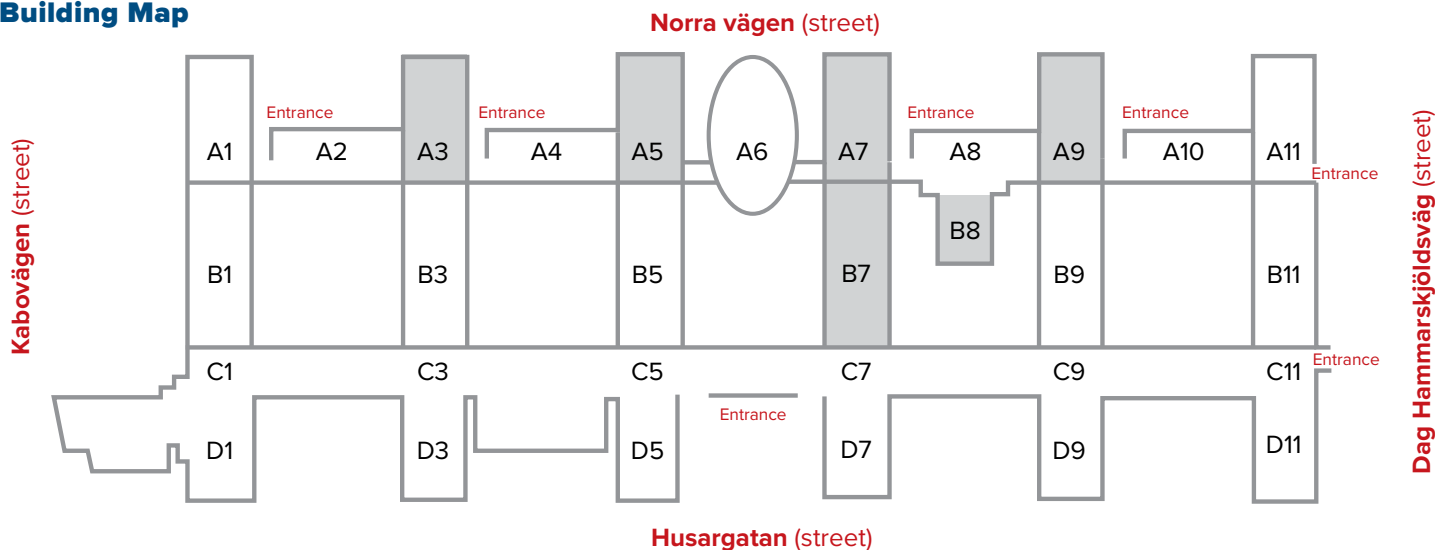 Building Map
Norra vägen (street)
Entrance
Entrance
Entrance
Entrance
A1
A2
A3
A4
A5
A6
A7
A8
A9
A10
A11
Entrance
Kabovägen (street)
Dag Hammarskjöldsväg (street)
B8
B1
B3
B5
B7
B9
B11
Entrance
C1
C3
C5
C7
C9
C11
Entrance
D1
D3
D5
D7
D9
D11
Husargatan (street)